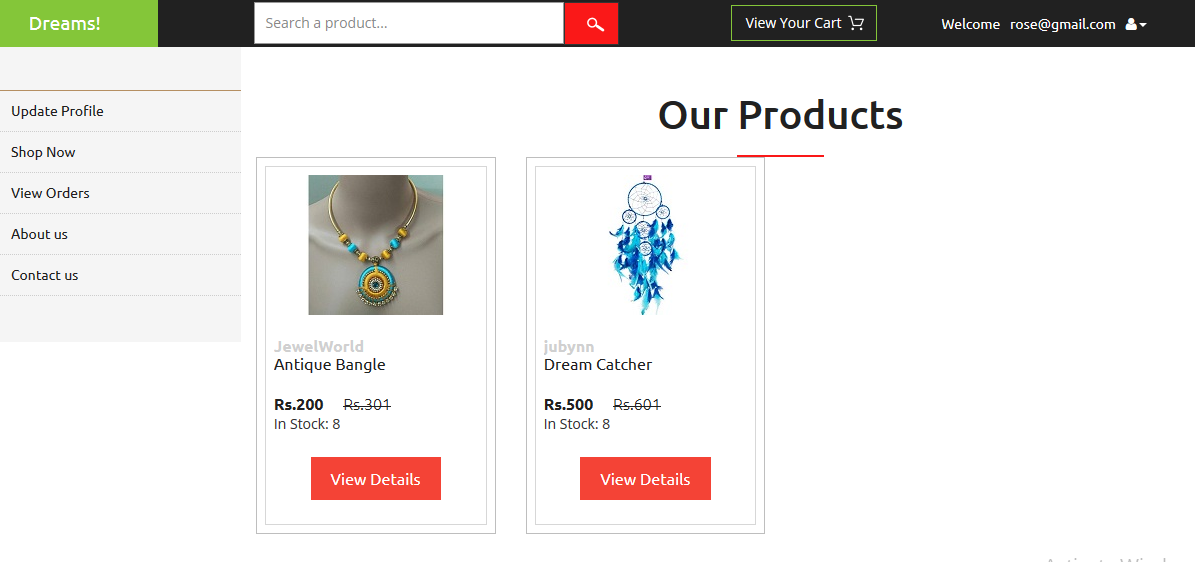 Dreams!
Search a product...
View Your Cart
Welcome rose@gmail.com
Update Profile
Shop Now
View Orders
About us
Contact us
Our Products
JewelWorld
Antique Bangle
Rs.200 Rs.301
In Stock: 8
View Details
jubynn
Dream Catcher
Rs.500 Rs.601
In Stock: 8
View Details